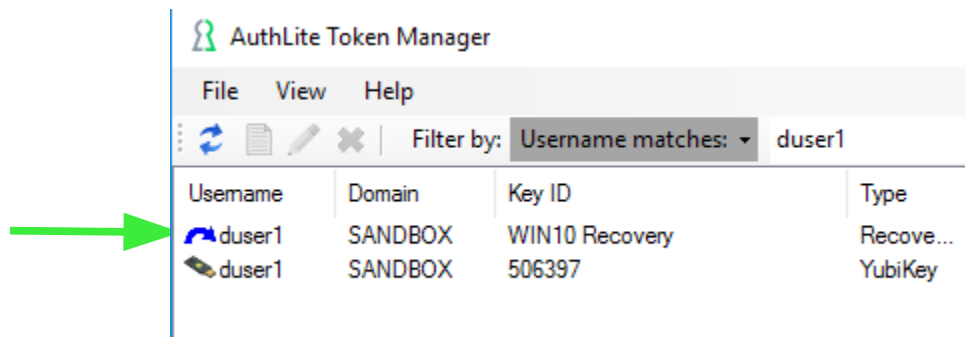 AuthLite Token Manager
File View Help
Filter by: Username matches: duser1
Username Domain Key ID Type
duser1 SANDBOX WIN10 Recovery Recove...
duser1 SANDBOX 506397 YubiKey